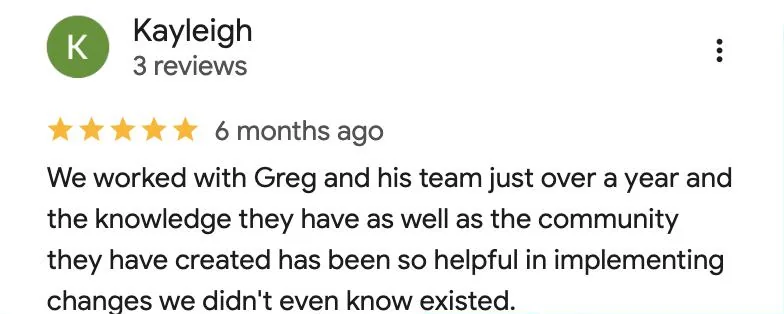 K
Kayleigh
3 reviews
6 months ago
We worked with Greg and his team just over a year and
the knowledge they have as well as the community
they have created has been so helpful in implementing
changes we didn't even know existed.